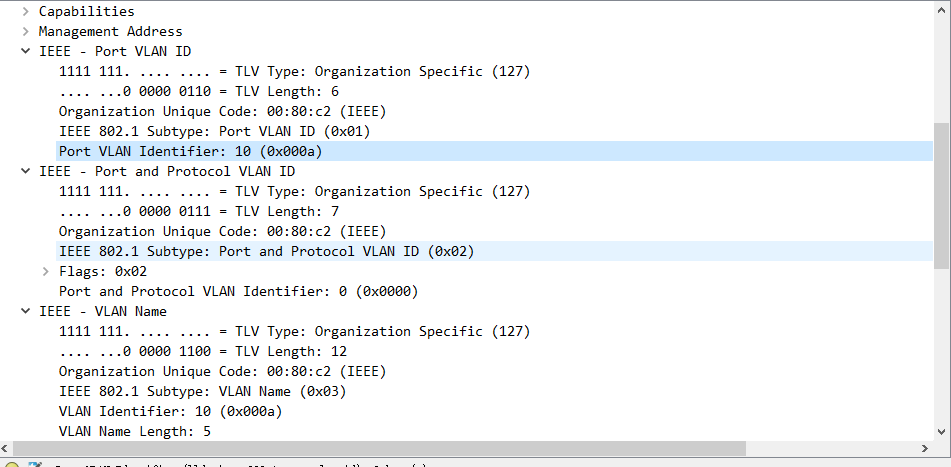 Capabilities
Management Address
IEEE - Port VLAN ID
1111 111. .... .... = TLV Type: Organization Specific (127)
.... ...0 0000 0110 = TLV Length: 6
Organization Unique Code: 00:80:c2 (IEEE)
IEEE 802.1 Subtype: Port VLAN ID (0x01)
Port VLAN Identifier: 10 (0x000a)
IEEE - Port and Protocol VLAN ID
1111 111. .... .... = TLV Type: Organization Specific (127)
.... ...0 0000 0111 = TLV Length: 7
Organization Unique Code: 00:80:c2 (IEEE)
IEEE 802.1 Subtype: Port and Protocol VLAN ID (0x02)
Flags: 0x02
Port and Protocol VLAN Identifier: 0 (0x0000)
IEEE - VLAN Name
1111 111. .... .... = TLV Type: Organization Specific (127)
.... ...0 0000 1100 = TLV Length: 12
Organization Unique Code: 00:80:c2 (IEEE)
IEEE 802.1 Subtype: VLAN Name (0x03)
VLAN Identifier: 10 (0x000a)
VLAN Name Length: 5